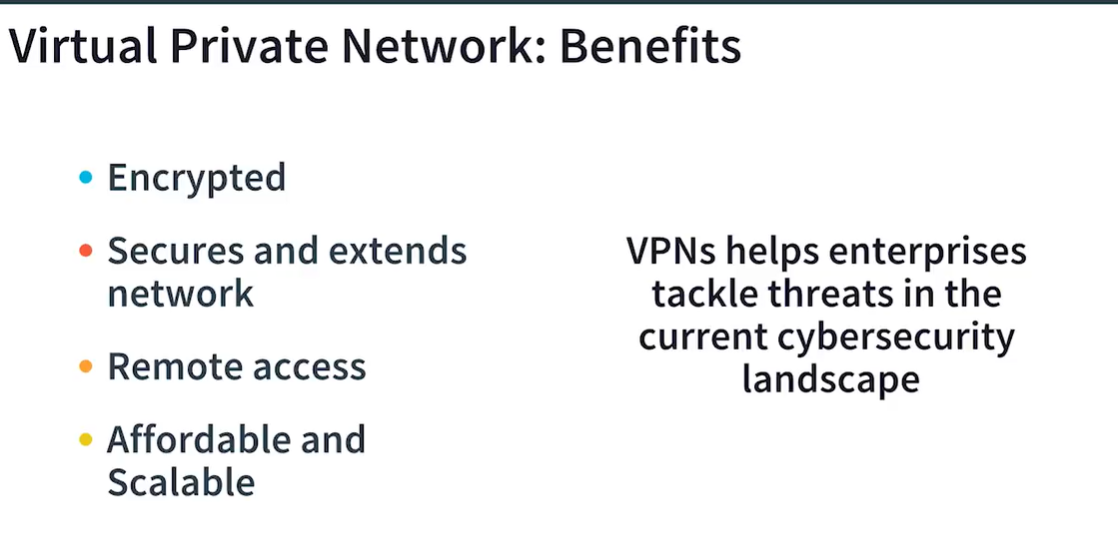 Virtual Private Network: Benefits
• Encrypted
• Secures and extends
network
• Remote access
• Affordable and
Scalable
VPNs helps enterprises
tackle threats in the
current cybersecurity
landscape